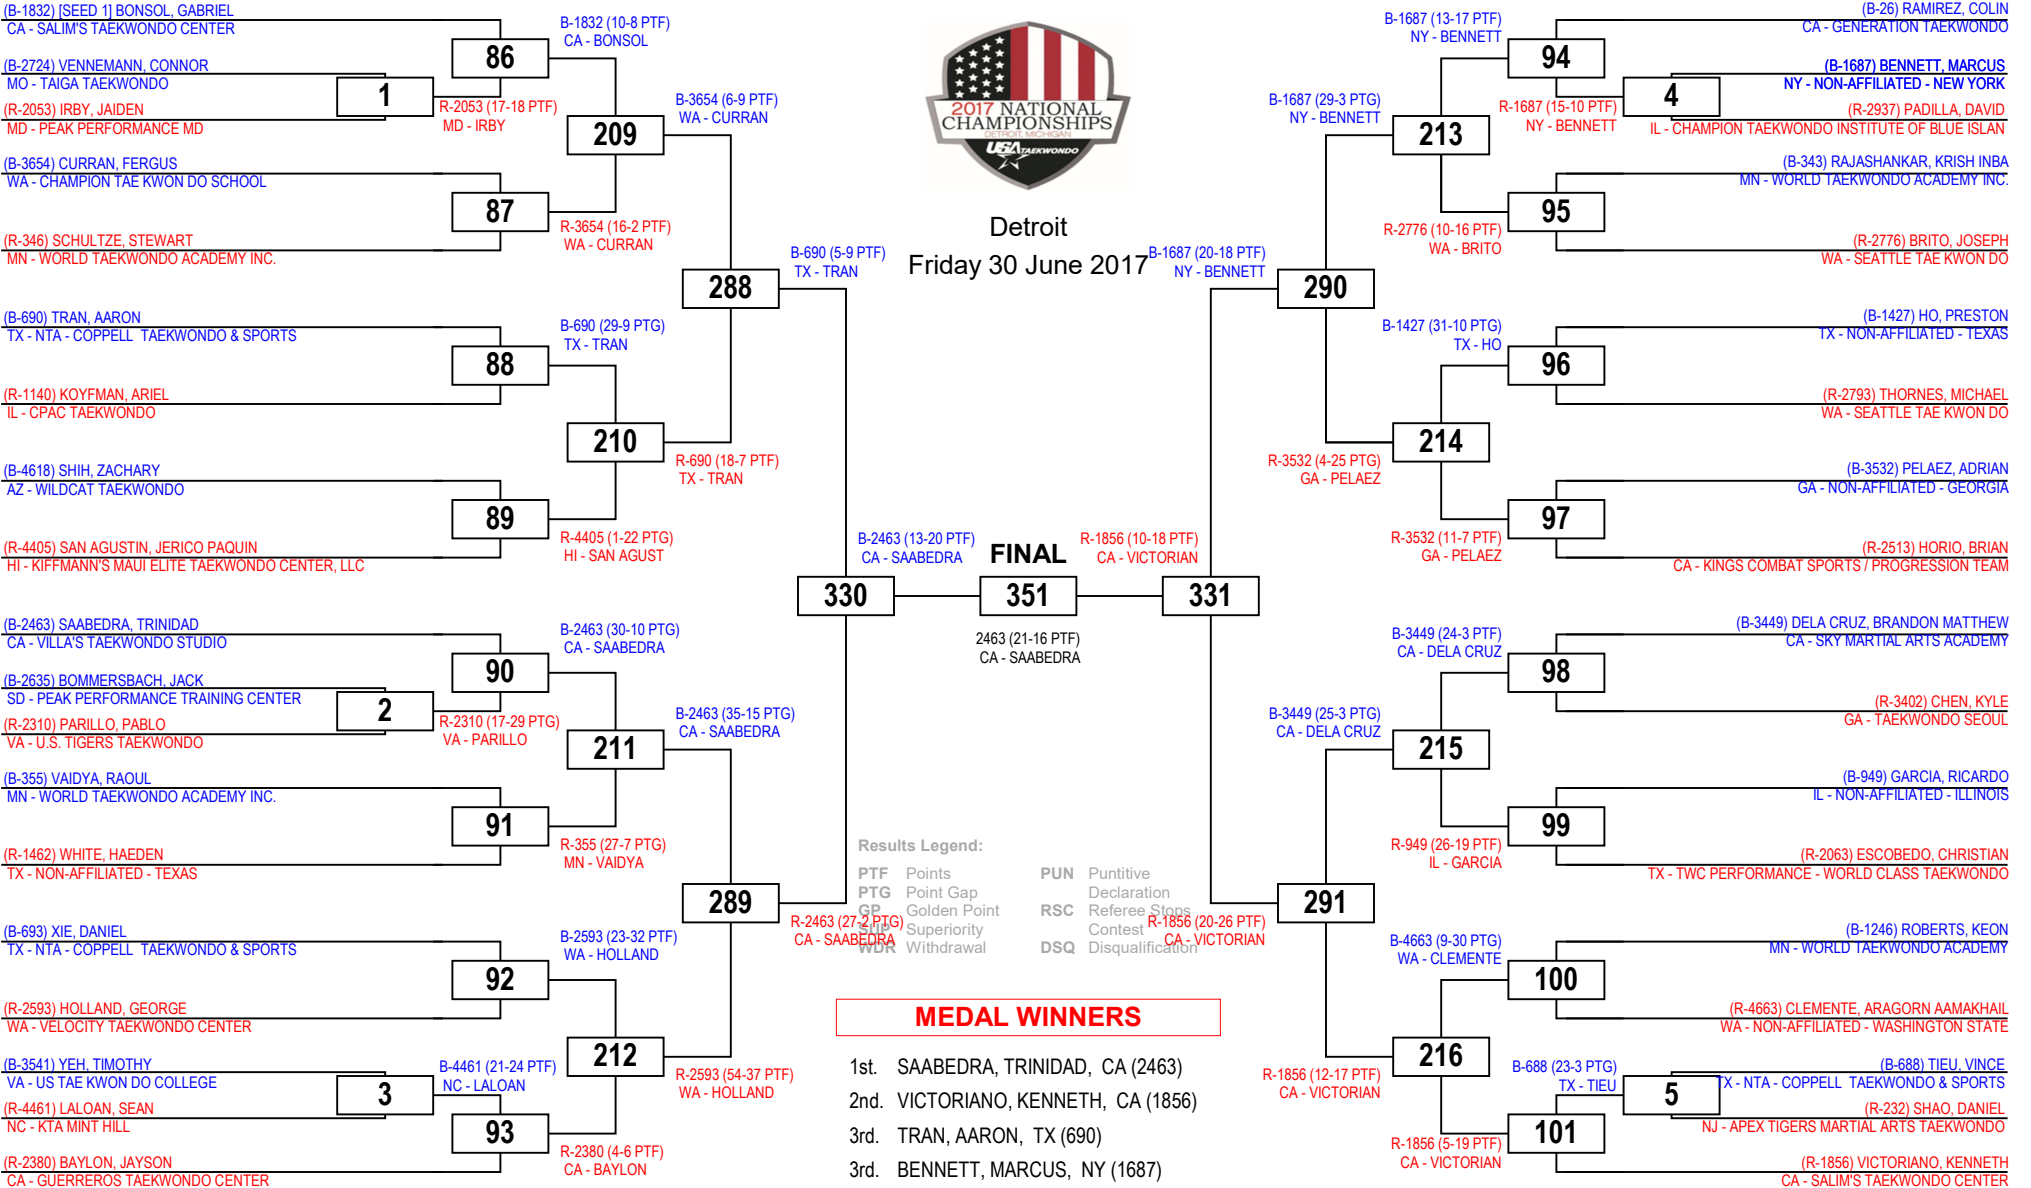 (B-1832) [SEED 1] BONSOL, GABRIEL
CA - SALIM'S TAEKWONDO CENTER
86
B-1832 (10-8 PTF)
CA - BONSOL
(B-2724) VENNEMANN, CONNOR
MO - TAIGA TAEKWONDO
1
R-2053 (17-18 PTF)
MD - IRBY
(R-2053) IRBY, JAIDEN
MD - PEAK PERFORMANCE MD
209
B-3654 (6-9 PTF)
WA - CURRAN
(B-3654) CURRAN, FERGUS
WA - CHAMPION TAE KWON DO SCHOOL
87
R-3654 (16-2 PTF)
WA - CURRAN
(R-346) SCHULTZE, STEWART
MN - WORLD TAEKWONDO ACADEMY INC.
288
B-690 (5-9 PTF)
TX - TRAN
(B-690) TRAN, AARON
TX - NTA - COPPELL  TAEKWONDO & SPORTS
88
B-690 (29-9 PTG)
TX - TRAN
(R-1140) KOYFMAN, ARIEL
IL - CPAC TAEKWONDO
210
R-690 (18-7 PTF)
TX - TRAN
(B-4618) SHIH, ZACHARY
AZ - WILDCAT TAEKWONDO
89
R-4405 (1-22 PTG)
HI - SAN AGUST
(R-4405) SAN AGUSTIN, JERICO PAQUIN
HI - KIFFMANN'S MAUI ELITE TAEKWONDO CENTER, LLC
330
B-2463 (13-20 PTF)
CA - SAABEDRA
(B-2463) SAABEDRA, TRINIDAD
CA - VILLA'S TAEKWONDO STUDIO
90
B-2463 (30-10 PTG)
CA - SAABEDRA
(B-2635) BOMMERSBACH, JACK
SD - PEAK PERFORMANCE TRAINING CENTER
2
R-2310 (17-29 PTG)
VA - PARILLO
(R-2310) PARILLO, PABLO
VA - U.S. TIGERS TAEKWONDO
211
B-2463 (35-15 PTG)
CA - SAABEDRA
(B-355) VAIDYA, RAOUL
MN - WORLD TAEKWONDO ACADEMY INC.
91
R-355 (27-7 PTG)
MN - VAIDYA
(R-1462) WHITE, HAEDEN
TX - NON-AFFILIATED - TEXAS
289
R-2463 (27-2 PTG)
CA - SAABEDRA
(B-693) XIE, DANIEL
TX - NTA - COPPELL  TAEKWONDO & SPORTS
92
B-2593 (23-32 PTF)
WA - HOLLAND
(R-2593) HOLLAND, GEORGE
WA - VELOCITY TAEKWONDO CENTER
212
R-2593 (54-37 PTF)
WA - HOLLAND
(B-3541) YEH, TIMOTHY
VA - US TAE KWON DO COLLEGE
3
B-4461 (21-24 PTF)
NC - LALOAN
(R-4461) LALOAN, SEAN
NC - KTA MINT HILL
93
R-2380 (4-6 PTF)
CA - BAYLON
(R-2380) BAYLON, JAYSON
CA - GUERREROS TAEKWONDO CENTER
2017 NATIONAL
CHAMPIONSHIPS
DETROIT, MICHIGAN
USA TAEKWONDO
Detroit
Friday 30 June 2017
FINAL
351
2463 (21-16 PTF)
CA - SAABEDRA
Results Legend:
PTF Points
PTG Point Gap
GP Golden Point
SUP Superiority
WDR Withdrawal
PUN Puntitive
Declaration
RSC Referee Stops
Contest
DSQ Disqualification
MEDAL WINNERS
1st. SAABEDRA, TRINIDAD, CA (2463)
2nd. VICTORIANO, KENNETH, CA (1856)
3rd. TRAN, AARON, TX (690)
3rd. BENNETT, MARCUS, NY (1687)
(B-26) RAMIREZ, COLIN
CA - GENERATION TAEKWONDO
B-1687 (13-17 PTF)
NY - BENNETT
94
(B-1687) BENNETT, MARCUS
NY - NON-AFFILIATED - NEW YORK
4
R-1687 (15-10 PTF)
NY - BENNETT
(R-2937) PADILLA, DAVID
IL - CHAMPION TAEKWONDO INSTITUTE OF BLUE ISLAN
B-1687 (29-3 PTG)
NY - BENNETT
213
(B-343) RAJASHANKAR, KRISH INBA
MN - WORLD TAEKWONDO ACADEMY INC.
95
R-2776 (10-16 PTF)
WA - BRITO
(R-2776) BRITO, JOSEPH
WA - SEATTLE TAE KWON DO
B-1687 (20-18 PTF)
NY - BENNETT
290
(B-1427) HO, PRESTON
TX - NON-AFFILIATED - TEXAS
B-1427 (31-10 PTG)
TX - HO
96
(R-2793) THORNES, MICHAEL
WA - SEATTLE TAE KWON DO
214
R-3532 (4-25 PTG)
GA - PELAEZ
(B-3532) PELAEZ, ADRIAN
GA - NON-AFFILIATED - GEORGIA
97
R-3532 (11-7 PTF)
GA - PELAEZ
(R-2513) HORIO, BRIAN
CA - KINGS COMBAT SPORTS / PROGRESSION TEAM
R-1856 (10-18 PTF)
CA - VICTORIAN
331
(B-3449) DELA CRUZ, BRANDON MATTHEW
CA - SKY MARTIAL ARTS ACADEMY
B-3449 (24-3 PTF)
CA - DELA CRUZ
98
(R-3402) CHEN, KYLE
GA - TAEKWONDO SEOUL
B-3449 (25-3 PTG)
CA - DELA CRUZ
215
(B-949) GARCIA, RICARDO
IL - NON-AFFILIATED - ILLINOIS
99
R-949 (26-19 PTF)
IL - GARCIA
(R-2063) ESCOBEDO, CHRISTIAN
TX - TWC PERFORMANCE - WORLD CLASS TAEKWONDO
291
R-1856 (20-26 PTF)
CA - VICTORIAN
(B-1246) ROBERTS, KEON
MN - WORLD TAEKWONDO ACADEMY
B-4663 (9-30 PTG)
WA - CLEMENTE
100
(R-4663) CLEMENTE, ARAGORN AAMAKHAIL
WA - NON-AFFILIATED - WASHINGTON STATE
216
R-1856 (12-17 PTF)
CA - VICTORIAN
(B-688) TIEU, VINCE
TX - NTA - COPPELL  TAEKWONDO & SPORTS
B-688 (23-3 PTG)
TX - TIEU
5
(R-232) SHAO, DANIEL
NJ - APEX TIGERS MARTIAL ARTS TAEKWONDO
101
R-1856 (5-19 PTF)
CA - VICTORIAN
(R-1856) VICTORIANO, KENNETH
CA - SALIM'S TAEKWONDO CENTER